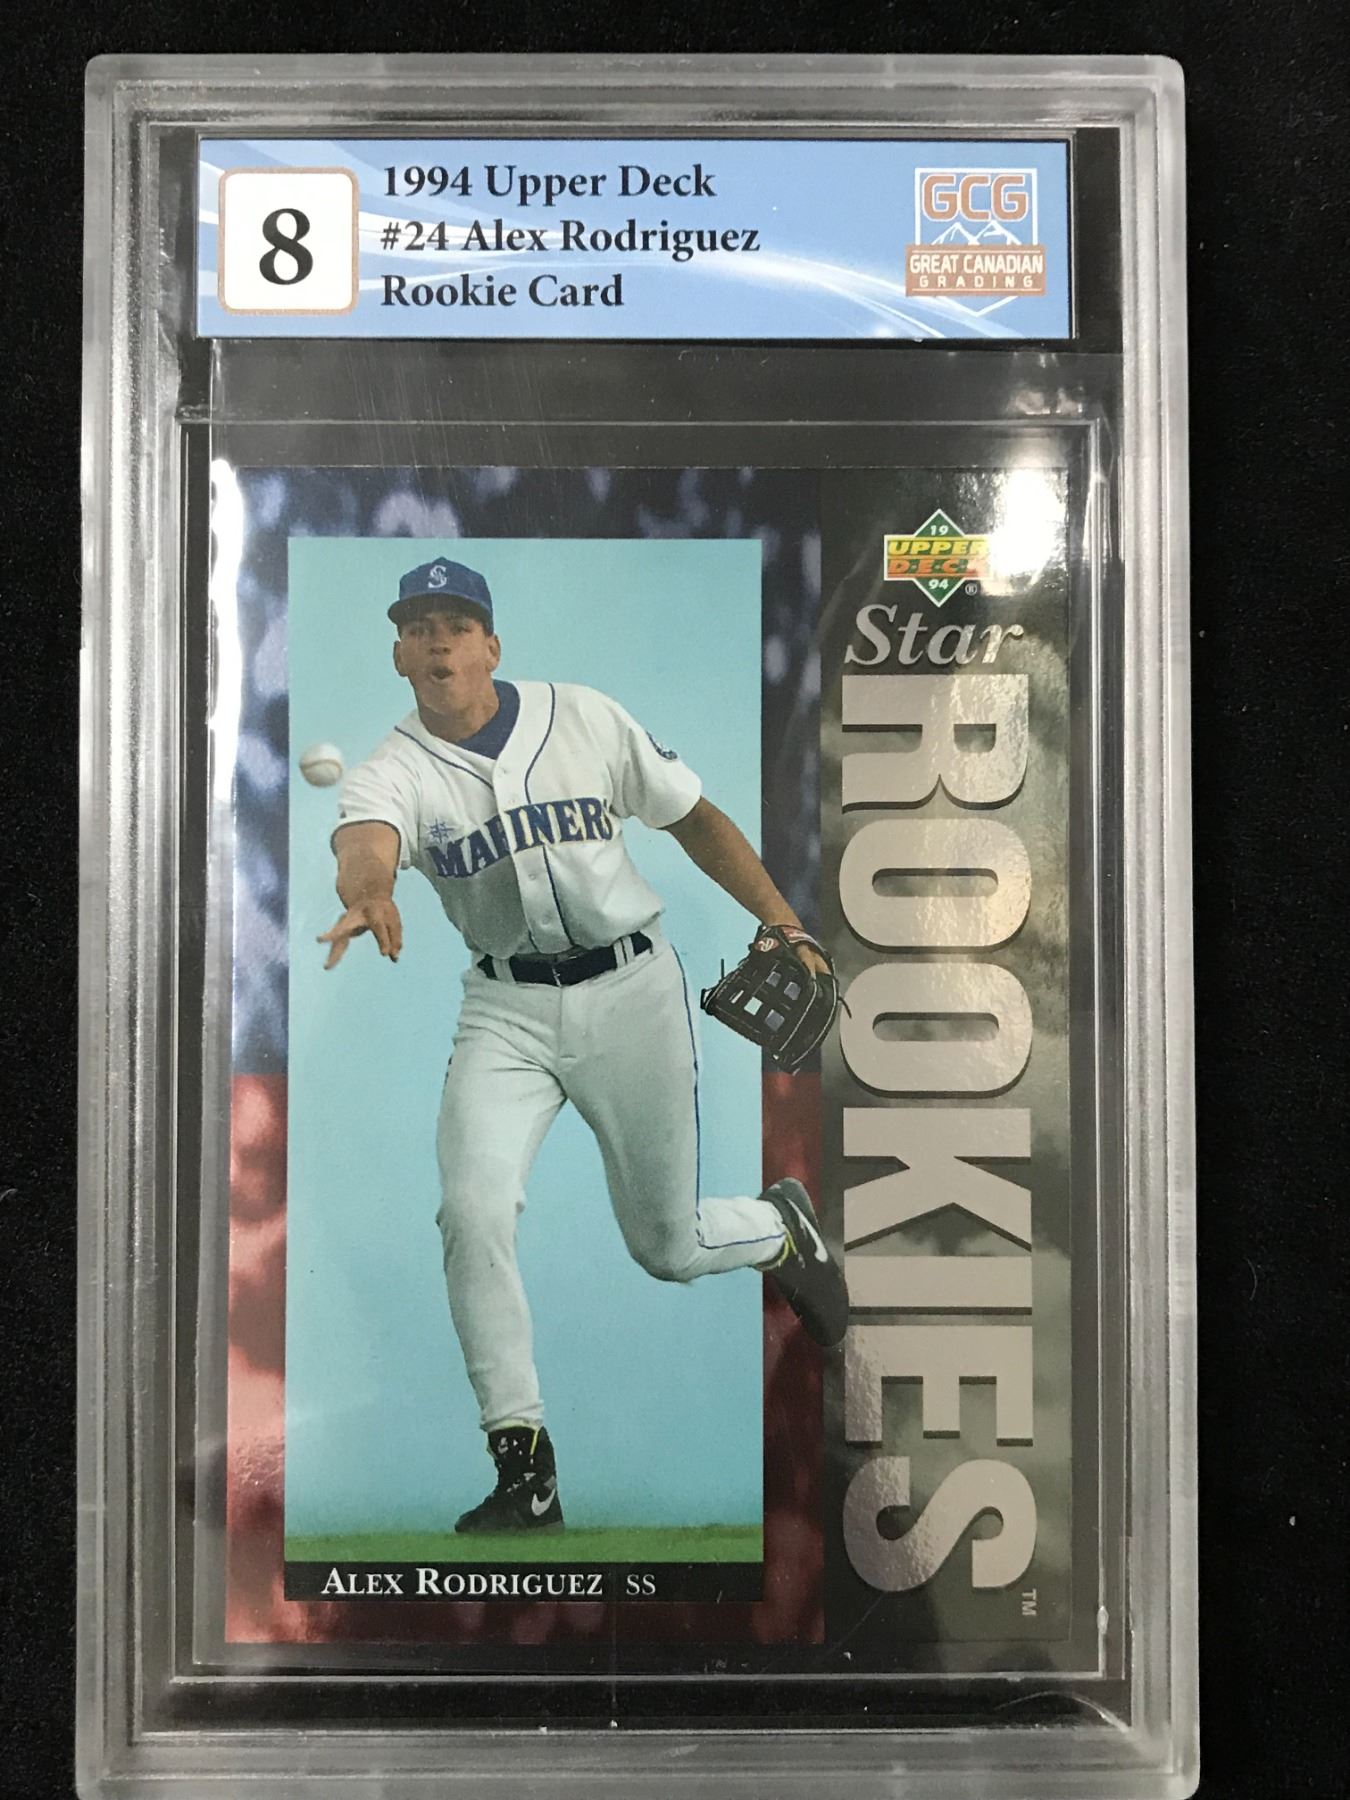 8
1994 Upper Deck
#24 Alex Rodriguez
Rookie Card
GCG
GREAT CANADIAN
GRADING
19
UPPER
DECK
94
®
Star
ROOKIES
TM
S
MARINERS
ALEX RODRIGUEZ SS